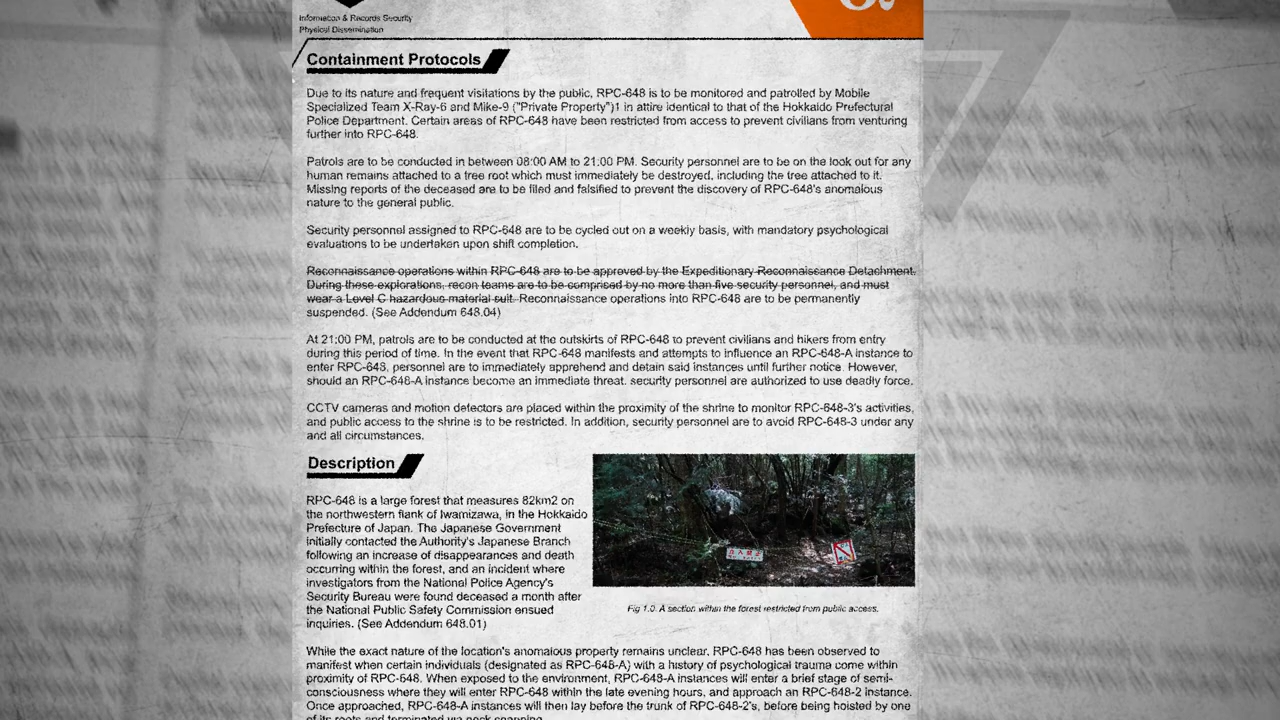 Information & Records Security
Physical Dissemination
Containment Protocols
Due to its nature and frequent visitations by the public, RPC-648 is to be monitored and patrolled by Mobile
Specialized Team X-Ray-6 and Mike-9 ("Private Property")1 in attire identical to that of the Hokkaido Prefectural
Police Department. Certain areas of RPC-648 have been restricted from access to prevent civilians from venturing
further into RPC-648.
Patrols are to be conducted in between 08:00 AM to 21:00 PM. Security personnel are to be on the look out for any
human remains attached to a tree root which must immediately be destroyed, including the tree attached to it.
Missing reports of the deceased are to be filed and falsified to prevent the discovery of RPC-648's anomalous
nature to the general public.
Security personnel assigned to RPC-648 are to be cycled out on a weekly basis, with mandatory psychological
evaluations to be undertaken upon shift completion.
Reconnaissance operations within RPC-648 are to be approved by the Expeditionary Reconnaissance Detachment.
During these explorations, recon teams are to be comprised by no more than five security personnel, and must
wear a Level C hazardous material suit. Reconnaissance operations into RPC-648 are to be permanently
suspended. (See Addendum 648.04)
At 21:00 PM, patrols are to be conducted at the outskirts of RPC-648 to prevent civilians and hikers from entry
during this period of time. In the event that RPC-648 manifests and attempts to influence an RPC-648-A instance to
enter RPC-648, personnel are to immediately apprehend and detain said instances until further notice. However,
should an RPC-648-A instance become an immediate threat, security personnel are authorized to use deadly force.
CCTV cameras and motion detectors are placed within the proximity of the shrine to monitor RPC-648-3's activities,
and public access to the shrine is to be restricted. In addition, security personnel are to avoid RPC-648-3 under any
and all circumstances.
Description
RPC-648 is a large forest that measures 82km2 on
the northwestern flank of Iwamizawa, in the Hokkaido
Prefecture of Japan. The Japanese Government
initially contacted the Authority's Japanese Branch
following an increase of disappearances and death
occurring within the forest, and an incident where
investigators from the National Police Agency's
Security Bureau were found deceased a month after
the National Public Safety Commission ensued
inquiries. (See Addendum 648.01)
立入禁止
Fig 1.0. A section within the forest restricted from public access.
While the exact nature of the location's anomalous property remains unclear, RPC-648 has been observed to
manifest when certain individuals (designated as RPC-648-A) with a history of psychological trauma come within
proximity of RPC-648. When exposed to the environment, RPC-648-A instances will enter a brief stage of semi-
consciousness where they will enter RPC-648 within the late evening hours, and approach an RPC-648-2 instance.
Once approached, RPC-648-A instances will then lay before the trunk of RPC-648-2's, before being hoisted by one
of its roots and terminated via neck snapping.